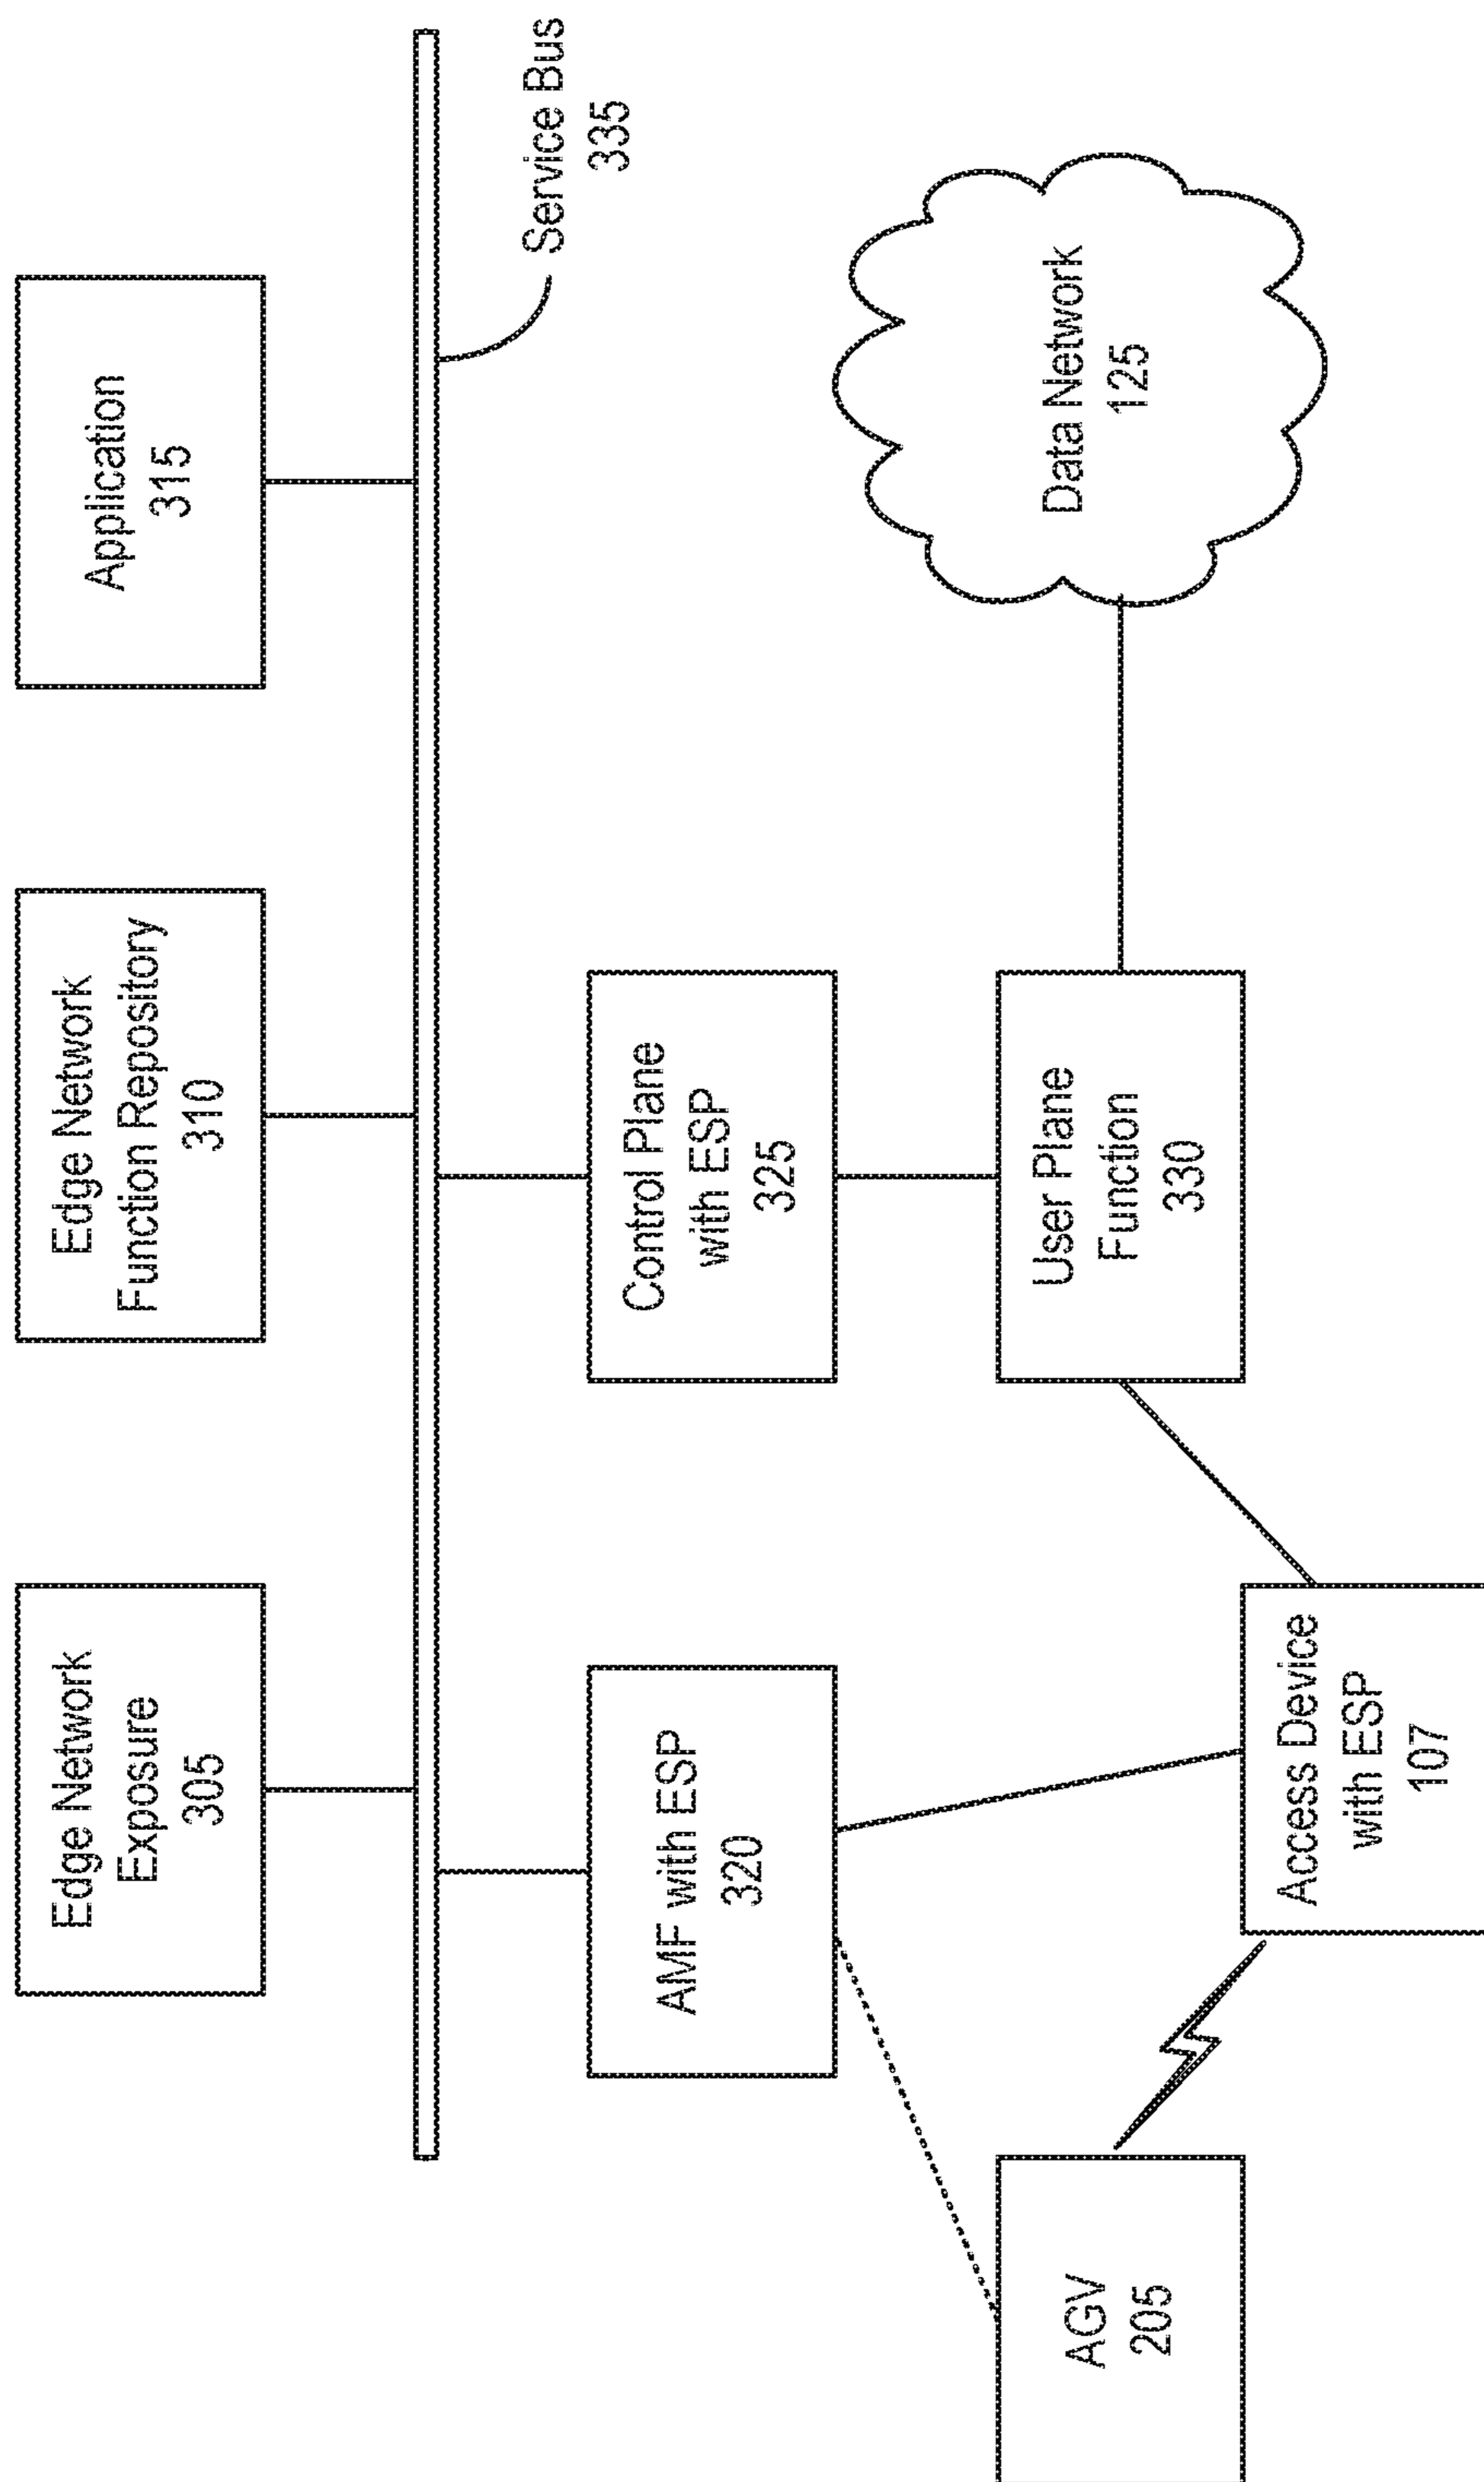 Edge Network
Exposure
305
Edge Network
Function Repository
310
Application
315
Service Bus
335
AMF with ESP
320
Control Plane
with ESP
325
AGV
205
User Plane
Function
330
Data Network
125
Access Device
with ESP
107